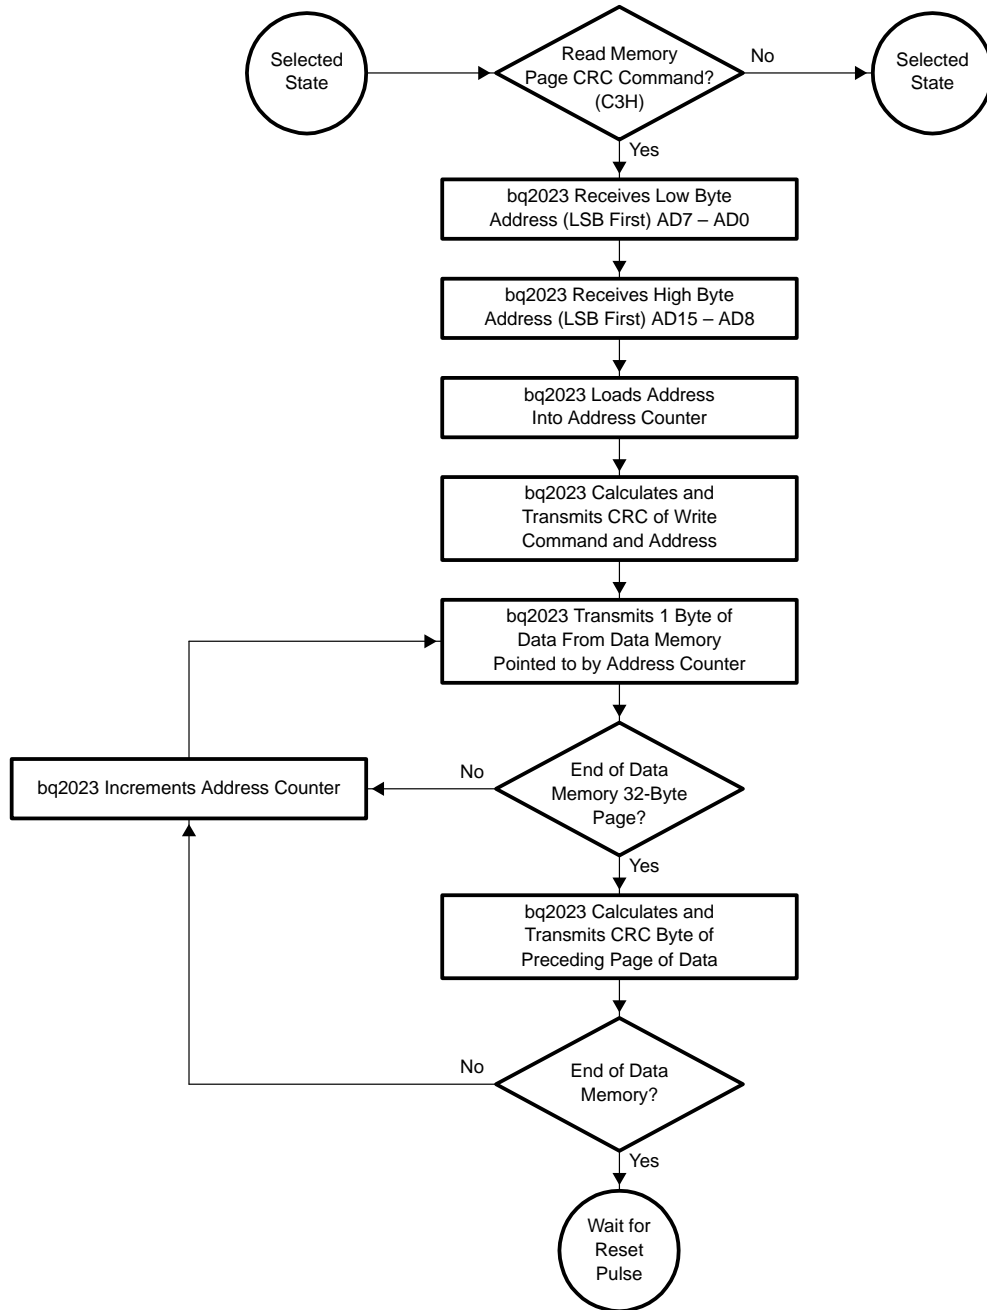 Selected
State
Read Memory
Page CRC Command?
(C3H)
No
Selected
State
Yes
bq2023 Receives Low Byte
Address (LSB First) AD7 – AD0
bq2023 Receives High Byte
Address (LSB First) AD15 – AD8
bq2023 Loads Address
Into Address Counter
bq2023 Calculates and
Transmits CRC of Write
Command and Address
bq2023 Transmits 1 Byte of
Data From Data Memory
Pointed to by Address Counter
bq2023 Increments Address Counter
No
End of Data
Memory 32-Byte
Page?
Yes
bq2023 Calculates and
Transmits CRC Byte of
Preceding Page of Data
No
End of Data
Memory?
Yes
Wait for
Reset
Pulse